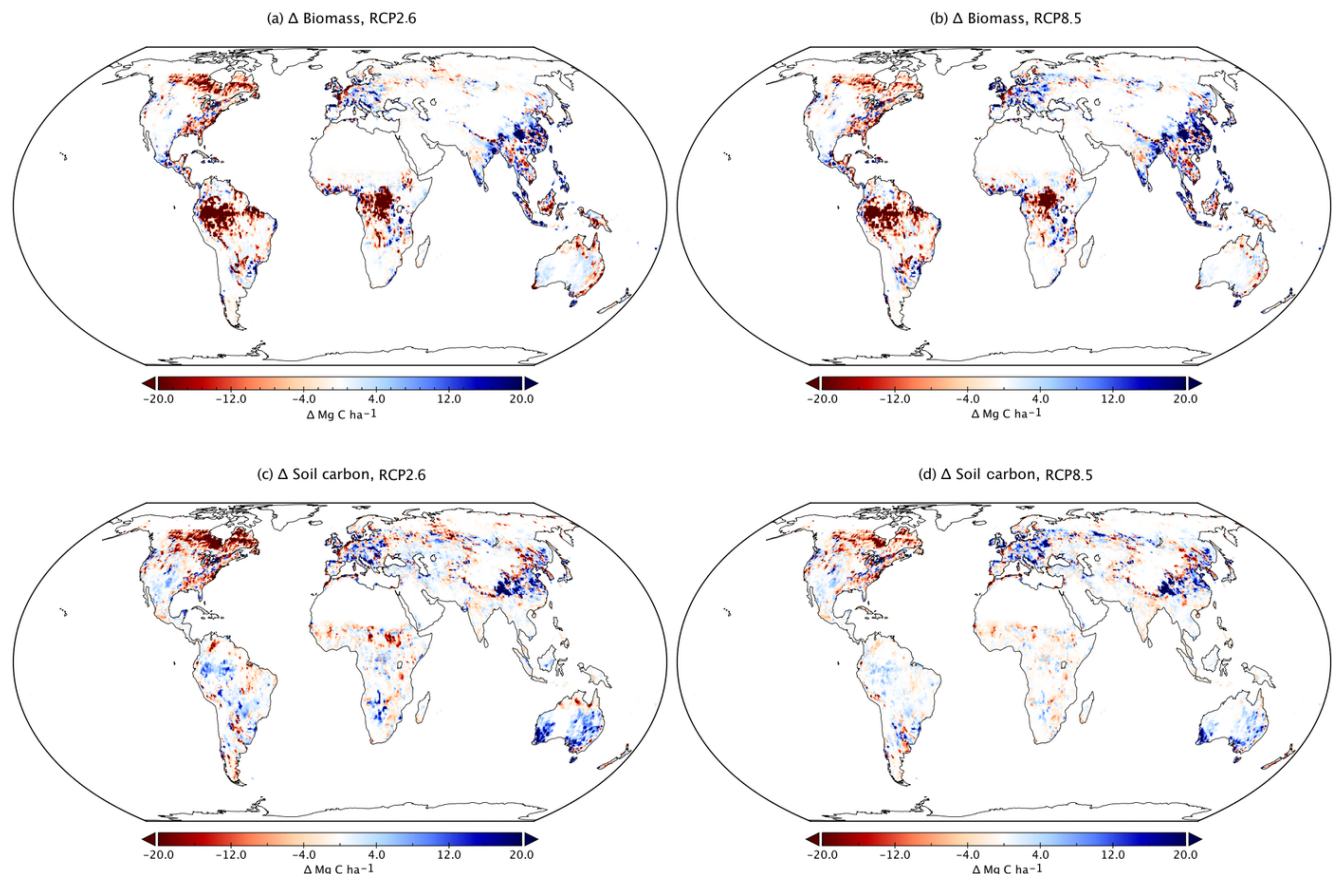 (a) Δ Biomass, RCP2.6
(b) Δ Biomass, RCP8.5
−20.0 −12.0 −4.0 4.0 12.0 20.0
Δ Mg C ha−1
−20.0 −12.0 −4.0 4.0 12.0 20.0
Δ Mg C ha−1
(c) Δ Soil carbon, RCP2.6
(d) Δ Soil carbon, RCP8.5
−20.0 −12.0 −4.0 4.0 12.0 20.0
Δ Mg C ha−1
−20.0 −12.0 −4.0 4.0 12.0 20.0
Δ Mg C ha−1